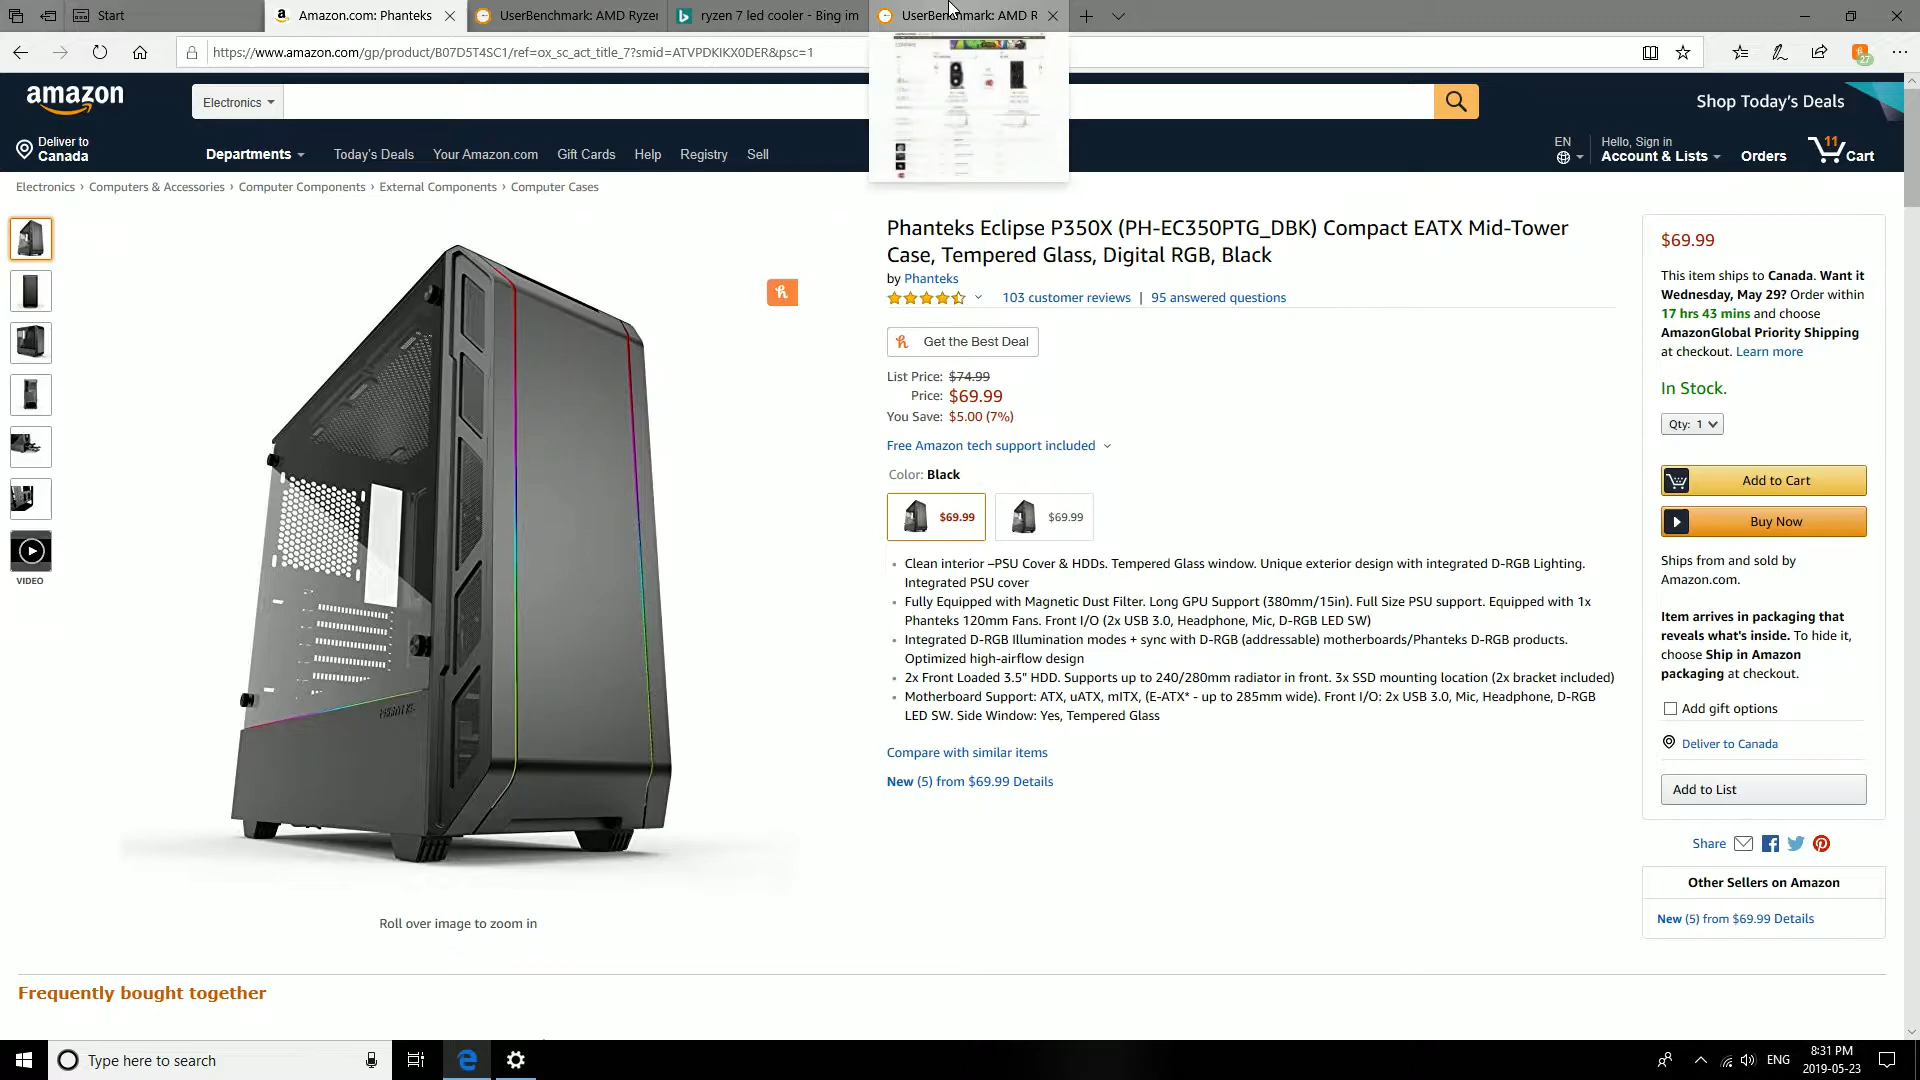 Start
Amazon.com: Phanteks
UserBenchmark: AMD Ryzer
ryzen 7 led cooler - Bing im
UserBenchmark: AMD R
https://www.amazon.com/gp/product/B07D5T4SC1/ref=ox_sc_act_title_7?smid=ATVPDKIKX0DER&psc=1
27
amazon
Electronics
Shop Today's Deals
Deliver to
Canada
Departments
Today's Deals
Your Amazon.com
Gift Cards
Help
Registry
Sell
EN
Hello, Sign in
Account & Lists
Orders
11
Cart
Electronics › Computers & Accessories › Computer Components › External Components › Computer Cases
Phanteks Eclipse P350X (PH-EC350PTG_DBK) Compact EATX Mid-Tower
Case, Tempered Glass, Digital RGB, Black
by Phanteks
103 customer reviews | 95 answered questions
Get the Best Deal
List Price: $74.99
Price: $69.99
You Save: $5.00 (7%)
Free Amazon tech support included
Color: Black
$69.99
$69.99
Clean interior –PSU Cover & HDDs. Tempered Glass window. Unique exterior design with integrated D-RGB Lighting.
Integrated PSU cover
Fully Equipped with Magnetic Dust Filter. Long GPU Support (380mm/15in). Full Size PSU support. Equipped with 1x
Phanteks 120mm Fans. Front I/O (2x USB 3.0, Headphone, Mic, D-RGB LED SW)
Integrated D-RGB Illumination modes + sync with D-RGB (addressable) motherboards/Phanteks D-RGB products.
Optimized high-airflow design
2x Front Loaded 3.5" HDD. Supports up to 240/280mm radiator in front. 3x SSD mounting location (2x bracket included)
Motherboard Support: ATX, uATX, mITX, (E-ATX* - up to 285mm wide). Front I/O: 2x USB 3.0, Mic, Headphone, D-RGB
LED SW. Side Window: Yes, Tempered Glass
Compare with similar items
New (5) from $69.99 Details
VIDEO
PHANTEKS
Roll over image to zoom in
$69.99
This item ships to Canada. Want it
Wednesday, May 29? Order within
17 hrs 43 mins and choose
AmazonGlobal Priority Shipping
at checkout. Learn more
In Stock.
Qty: 1
Add to Cart
Buy Now
Ships from and sold by
Amazon.com.
Item arrives in packaging that
reveals what's inside. To hide it,
choose Ship in Amazon
packaging at checkout.
Add gift options
Deliver to Canada
Add to List
Share
Other Sellers on Amazon
New (5) from $69.99 Details
Frequently bought together
Type here to search
ENG
8:31 PM
2019-05-23